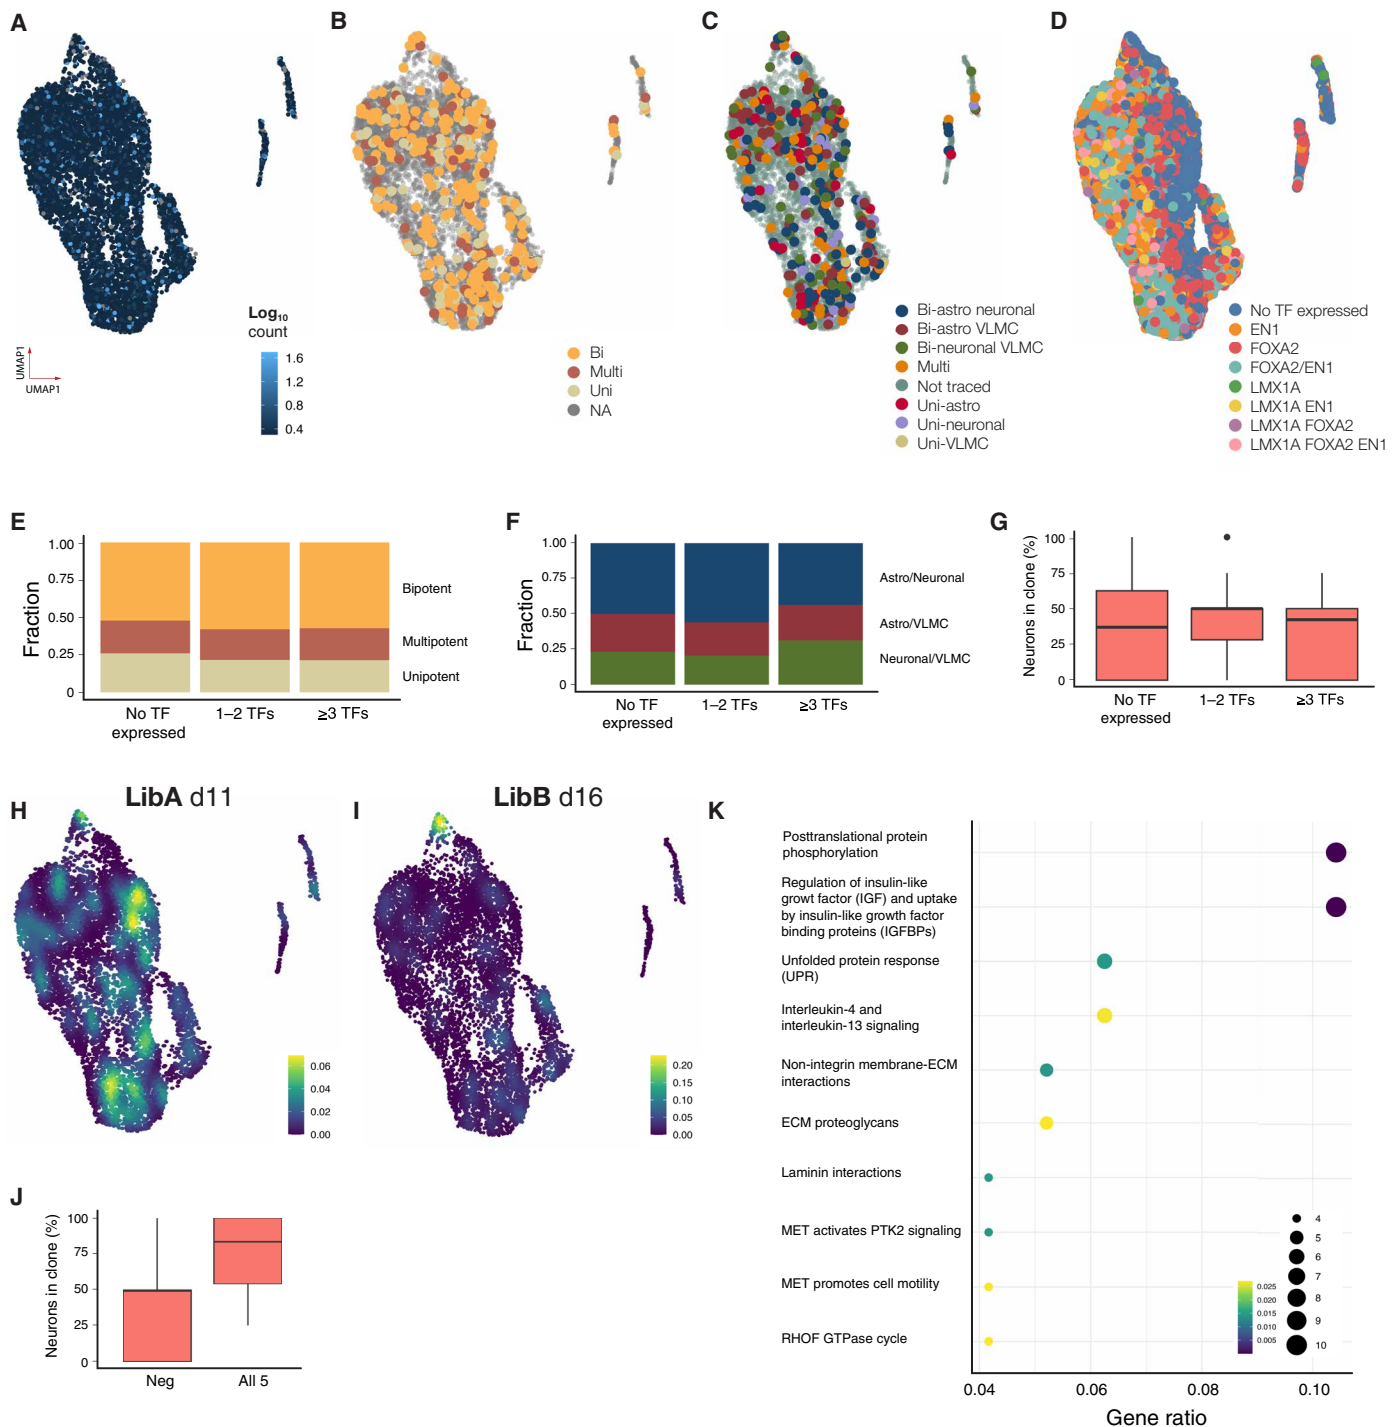 A
Log10
count
1.6
1.2
0.8
0.4
UMAP1
UMAP1
B
Bi
Multi
Uni
NA
C
Bi-astro neuronal
Bi-astro VLMC
Bi-neuronal VLMC
Multi
Not traced
Uni-astro
Uni-neuronal
Uni-VLMC
D
No TF expressed
EN1
FOXA2
FOXA2/EN1
LMX1A
LMX1A EN1
LMX1A FOXA2
LMX1A FOXA2 EN1
E
Fraction
1.00
0.75
0.50
0.25
0
Bipotent
Multipotent
Unipotent
No TF
expressed
1–2 TFs
≥3 TFs
F
Fraction
1.00
0.75
0.50
0.25
0
Astro/Neuronal
Astro/VLMC
Neuronal/VLMC
No TF
expressed
1–2 TFs
≥3 TFs
G
Neurons in clone (%)
100
75
50
25
0
No TF
expressed
1–2 TFs
≥3 TFs
H
LibA d11
0.06
0.04
0.02
0.00
I
LibB d16
0.20
0.15
0.10
0.05
0.00
J
Neurons in clone (%)
100
75
50
25
0
Neg
All 5
K
Posttranslational protein
phosphorylation
Regulation of insulin-like
growt factor (IGF) and uptake
by insulin-like growth factor
binding proteins (IGFBPs)
Unfolded protein response
(UPR)
Interleukin-4 and
interleukin-13 signaling
Non-integrin membrane-ECM
interactions
ECM proteoglycans
Laminin interactions
MET activates PTK2 signaling
MET promotes cell motility
RHOF GTPase cycle
0.025
0.020
0.015
0.010
0.005
4
5
6
7
8
9
10
0.04
0.06
0.08
0.10
Gene ratio